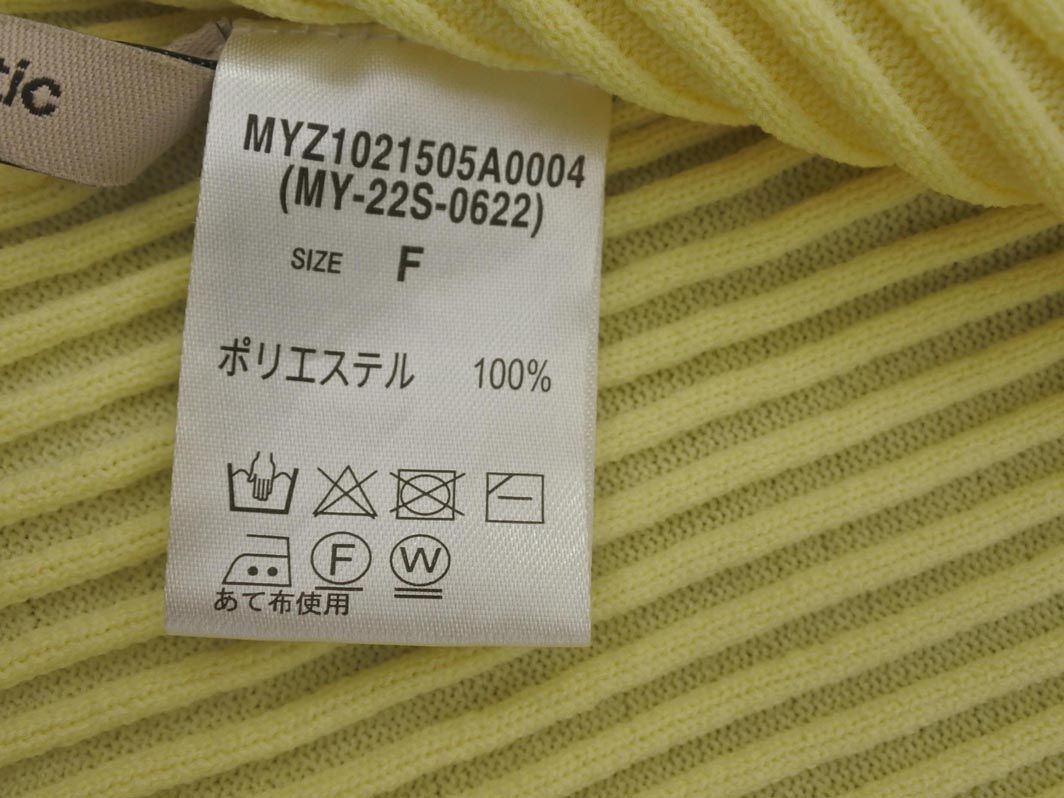 tic
MYZ1021505A0004
(MY-22S-0622)
SIZE F
ポリエステル 100%
F W
あて布使用